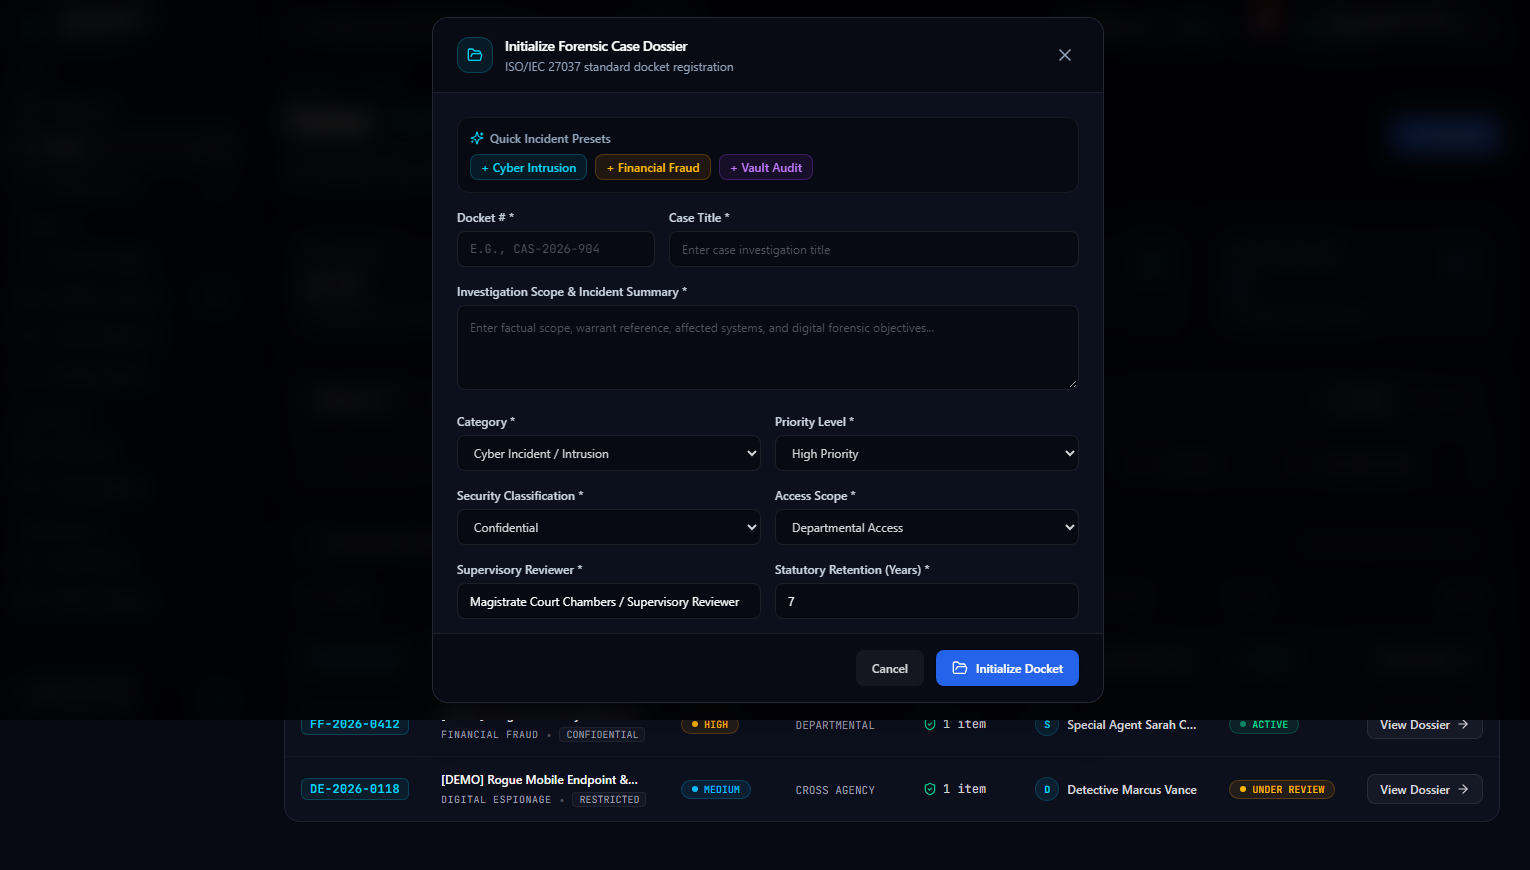 Initialize Forensic Case Dossier
ISO/IEC 27037 standard docket registration
Quick Incident Presets
+ Cyber Intrusion + Financial Fraud + Vault Audit
Docket # * Case Title *
E.G., CAS-2026-904 Enter case investigation title
Investigation Scope & Incident Summary *
Enter factual scope, warrant reference, affected systems, and digital forensic objectives...
Category * Priority Level *
Cyber Incident / Intrusion High Priority
Security Classification * Access Scope *
Confidential Departmental Access
Supervisory Reviewer * Statutory Retention (Years) *
Magistrate Court Chambers / Supervisory Reviewer 7
Cancel Initialize Docket
FF-2026-0412 HIGH DEPARTMENTAL 1 item S Special Agent Sarah C... ACTIVE View Dossier →
FINANCIAL FRAUD • CONFIDENTIAL
DE-2026-0118 [DEMO] Rogue Mobile Endpoint &... MEDIUM CROSS AGENCY 1 item D Detective Marcus Vance UNDER REVIEW View Dossier →
DIGITAL ESPIONAGE • RESTRICTED